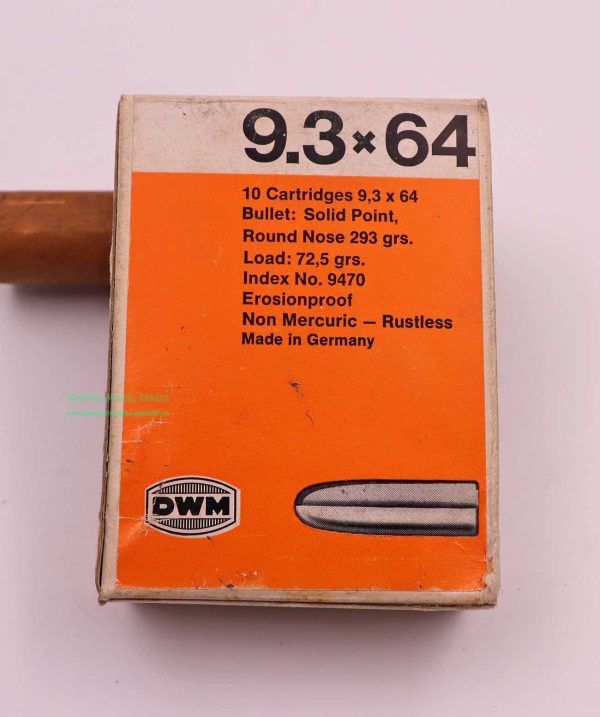 9.3×64
10 Cartridges 9,3 x 64
Bullet: Solid Point,
Round Nose 293 grs.
Load: 72,5 grs.
Index No. 9470
Erosionproof
Non Mercuric – Rustless
Made in Germany
DWM